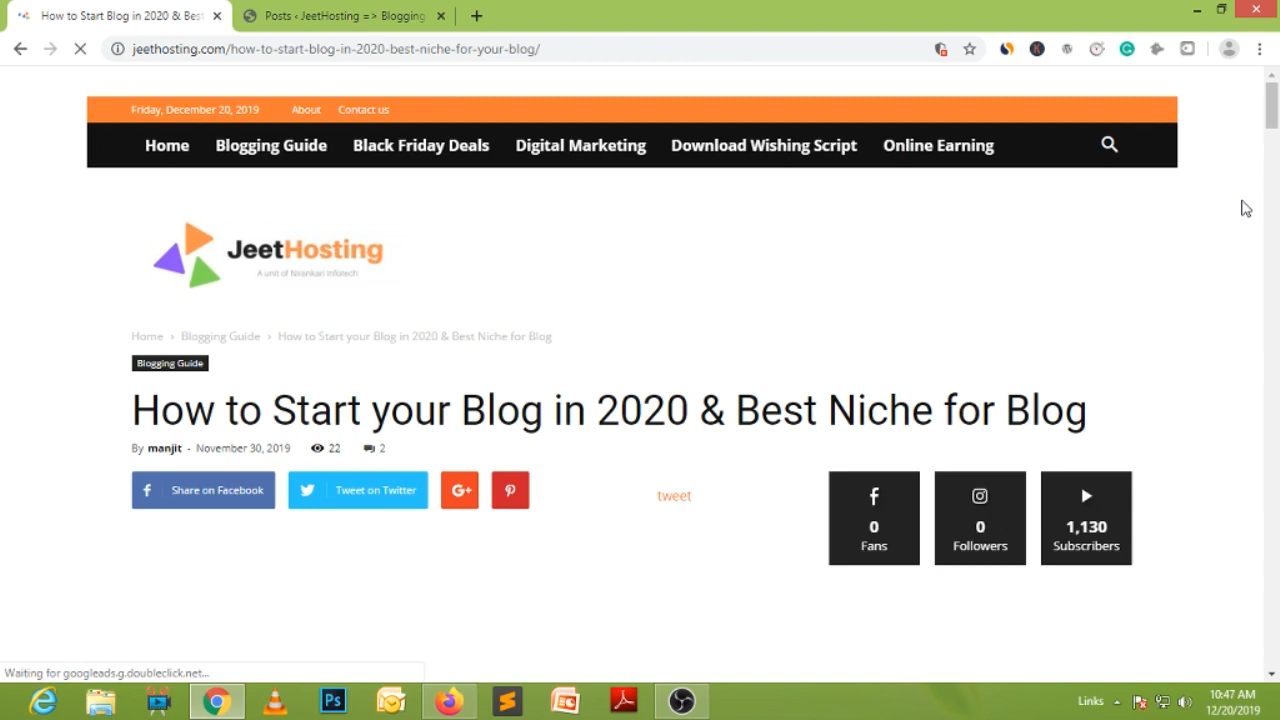 How to Start Blog in 2020 & Best
Posts ‹ JeetHosting => Blogging
jeethosting.com/how-to-start-blog-in-2020-best-niche-for-your-blog/
Friday, December 20, 2019 About Contact us
Home Blogging Guide Black Friday Deals Digital Marketing Download Wishing Script Online Earning
JeetHosting
A unit of Nirankari Infotech
Home › Blogging Guide › How to Start your Blog in 2020 & Best Niche for Blog
Blogging Guide
How to Start your Blog in 2020 & Best Niche for Blog
By manjit - November 30, 2019 22 2
Share on Facebook Tweet on Twitter G+ tweet
0 0 1,130
Fans Followers Subscribers
Waiting for googleads.g.doubleclick.net...
Ps
Links 10:47 AM
12/20/2019